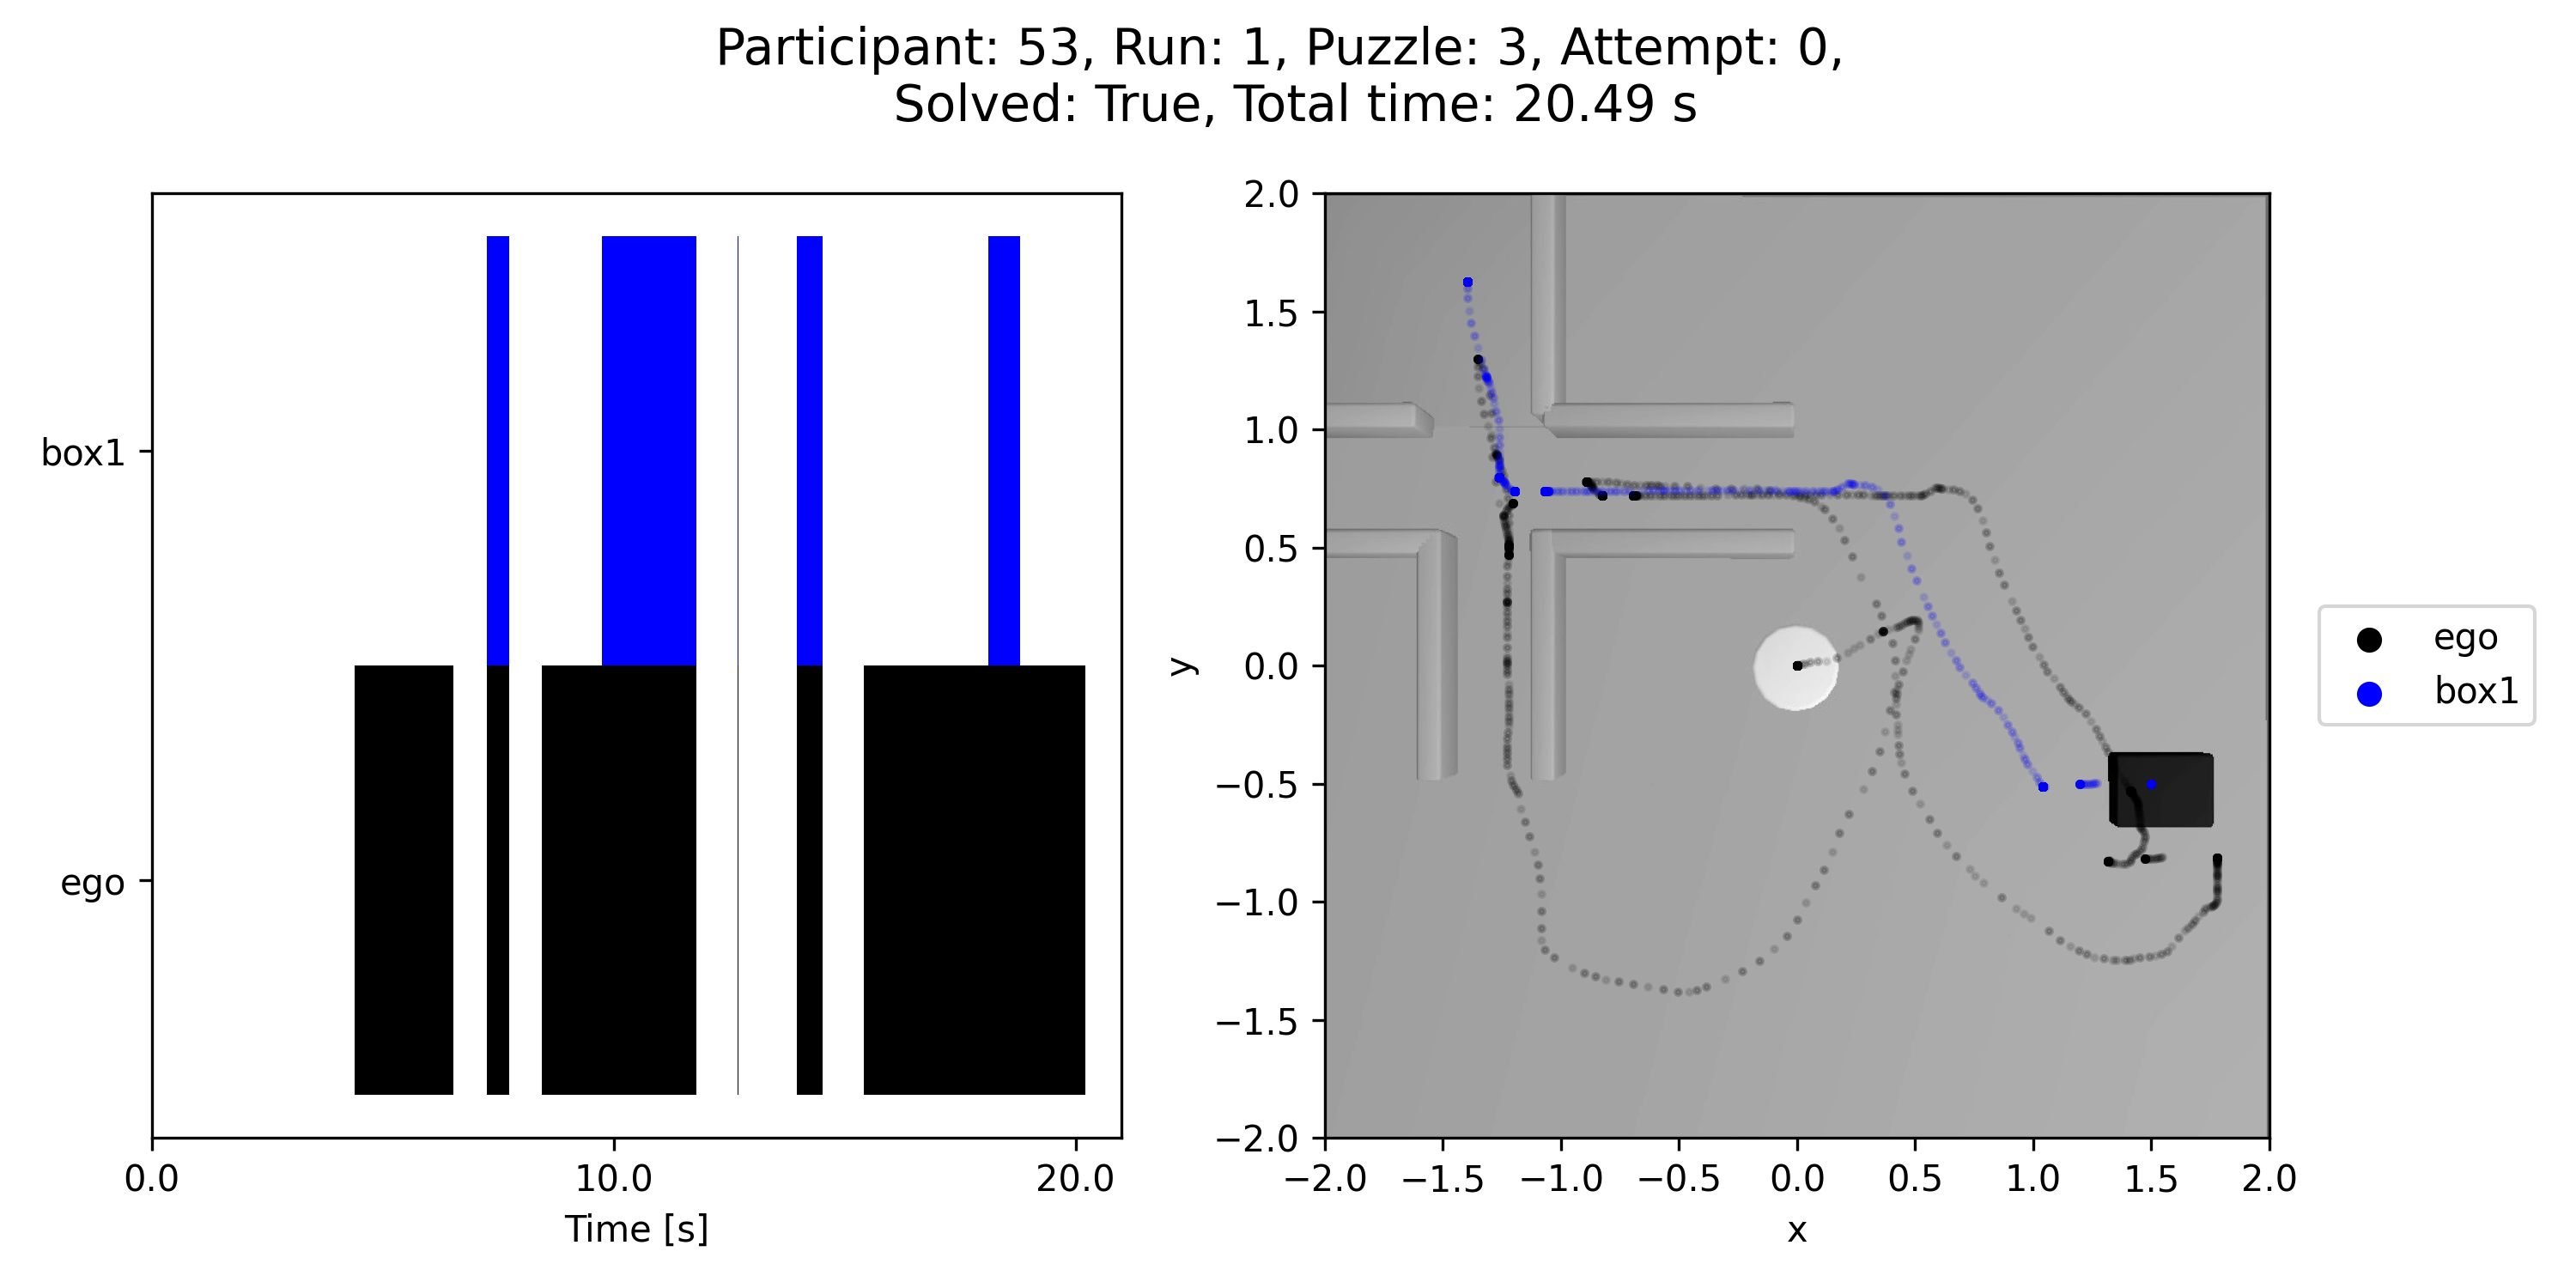 Participant: 53, Run: 1, Puzzle: 3, Attempt: 0,
Solved: True, Total time: 20.49 s
box1
ego
0.0
10.0
20.0
Time [s]
2.0
1.5
1.0
0.5
0.0
−0.5
−1.0
−1.5
−2.0
y
−2.0
−1.5
−1.0
−0.5
0.0
0.5
1.0
1.5
2.0
x
ego
box1